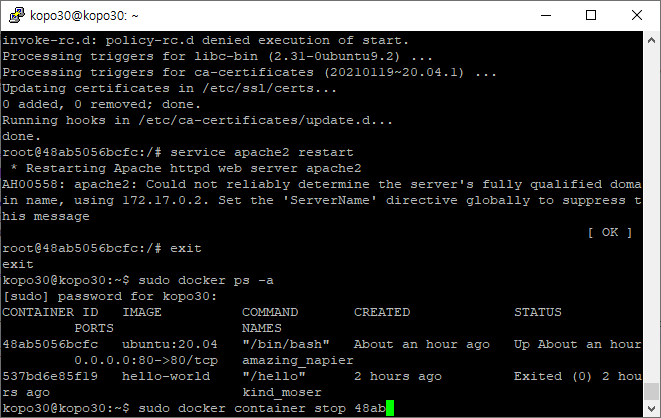 kopo30@kopo30: ~
invoke-rc.d: policy-rc.d denied execution of start.
Processing triggers for libc-bin (2.31-0ubuntu9.2) ...
Processing triggers for ca-certificates (20210119~20.04.1) ...
Updating certificates in /etc/ssl/certs...
0 added, 0 removed; done.
Running hooks in /etc/ca-certificates/update.d...
done.
root@48ab5056bcfc:/# service apache2 restart
 * Restarting Apache httpd web server apache2
AH00558: apache2: Could not reliably determine the server's fully qualified doma
in name, using 172.17.0.2. Set the 'ServerName' directive globally to suppress t
his message
[ OK ]
root@48ab5056bcfc:/# exit
exit
kopo30@kopo30:~$ sudo docker ps -a
[sudo] password for kopo30:
CONTAINER ID   IMAGE          COMMAND       CREATED             STATUS
         PORTS                NAMES
48ab5056bcfc   ubuntu:20.04   "/bin/bash"   About an hour ago   Up About an hour
         0.0.0.0:80->80/tcp   amazing_napier
537bd6e85f19   hello-world    "/hello"      2 hours ago         Exited (0) 2 hou
rs ago                        kind_moser
kopo30@kopo30:~$ sudo docker container stop 48ab